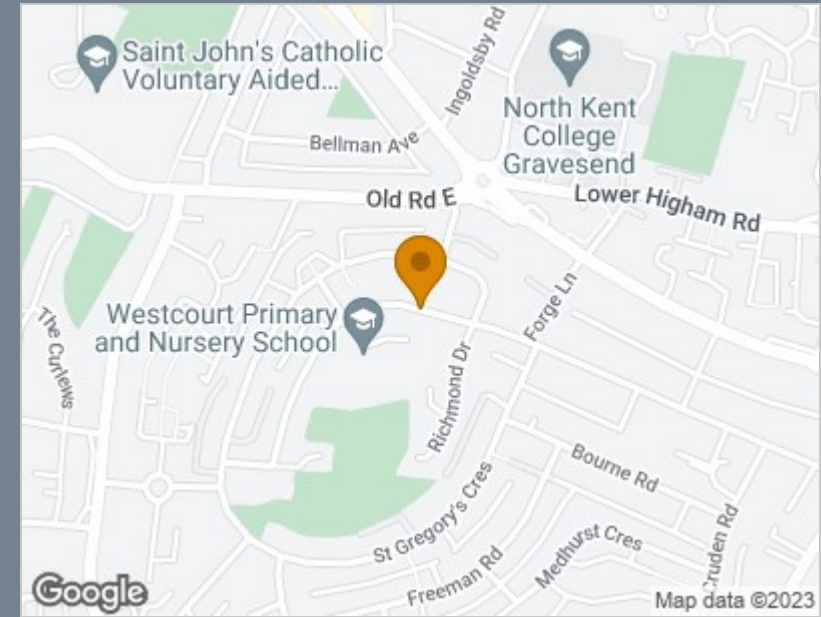 Saint John's Catholic
Voluntary Aided...
Ingoldsby Rd
North Kent
College
Gravesend
Bellman Ave
Old Rd E
Lower Higham Rd
Westcourt Primary
and Nursery School
Forge Ln
The Curlews
Richmond Dr
Bourne Rd
St Gregory's Cres
Medhurst Cres
Cruden Rd
Freeman Rd
Google
Map data ©2023